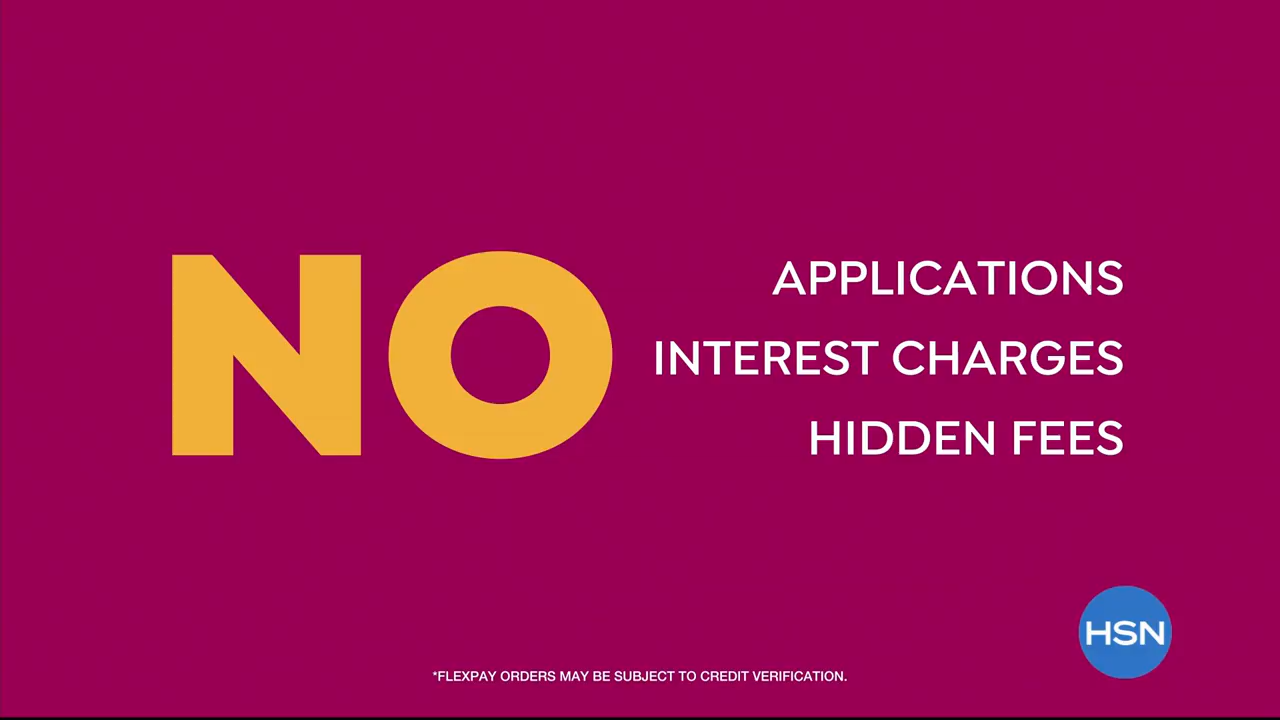 NO
APPLICATIONS
INTEREST CHARGES
HIDDEN FEES
HSN
*FLEXPAY ORDERS MAY BE SUBJECT TO CREDIT VERIFICATION.